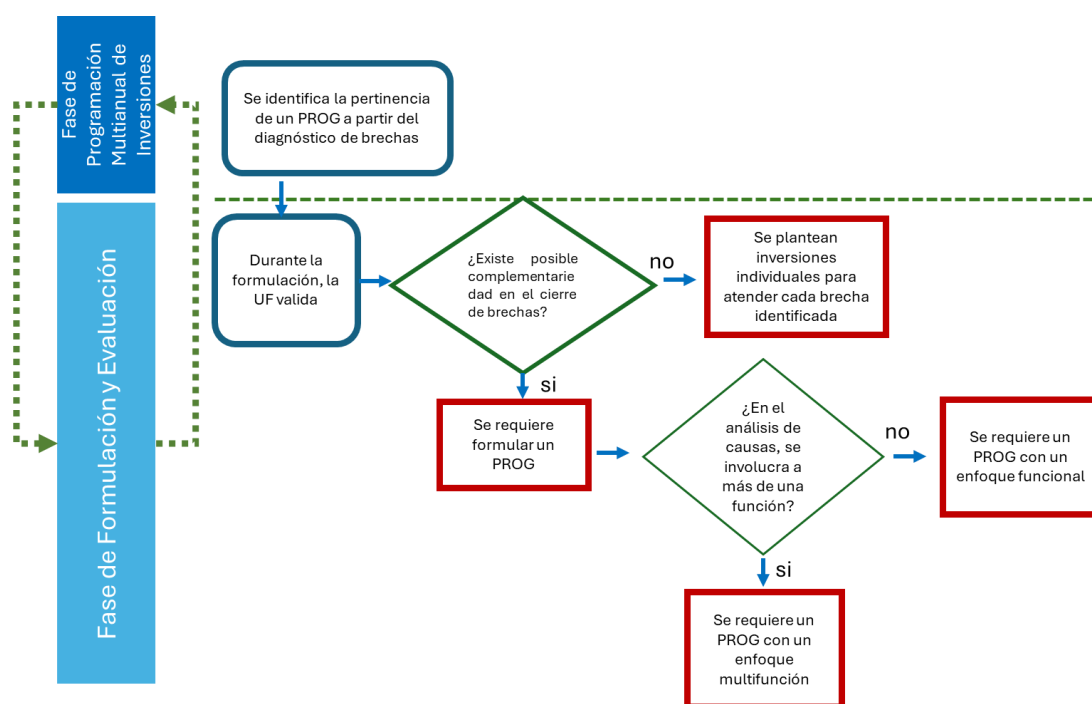 Fase de
Programación
Multianual de
Inversiones
Se identifica la pertinencia
de un PROG a partir del
diagnóstico de brechas
Fase de Formulación y Evaluación
Durante la
formulación, la
UF valida
¿Existe posible
complementarie
dad en el cierre
de brechas?
no
Se plantean
inversiones
individuales para
atender cada brecha
identificada
si
Se requiere
formular un
PROG
¿En el
análisis de
causas, se
involucra a
más de una
función?
no
Se requiere un
PROG con un
enfoque funcional
si
Se requiere un
PROG con un
enfoque
multifunción